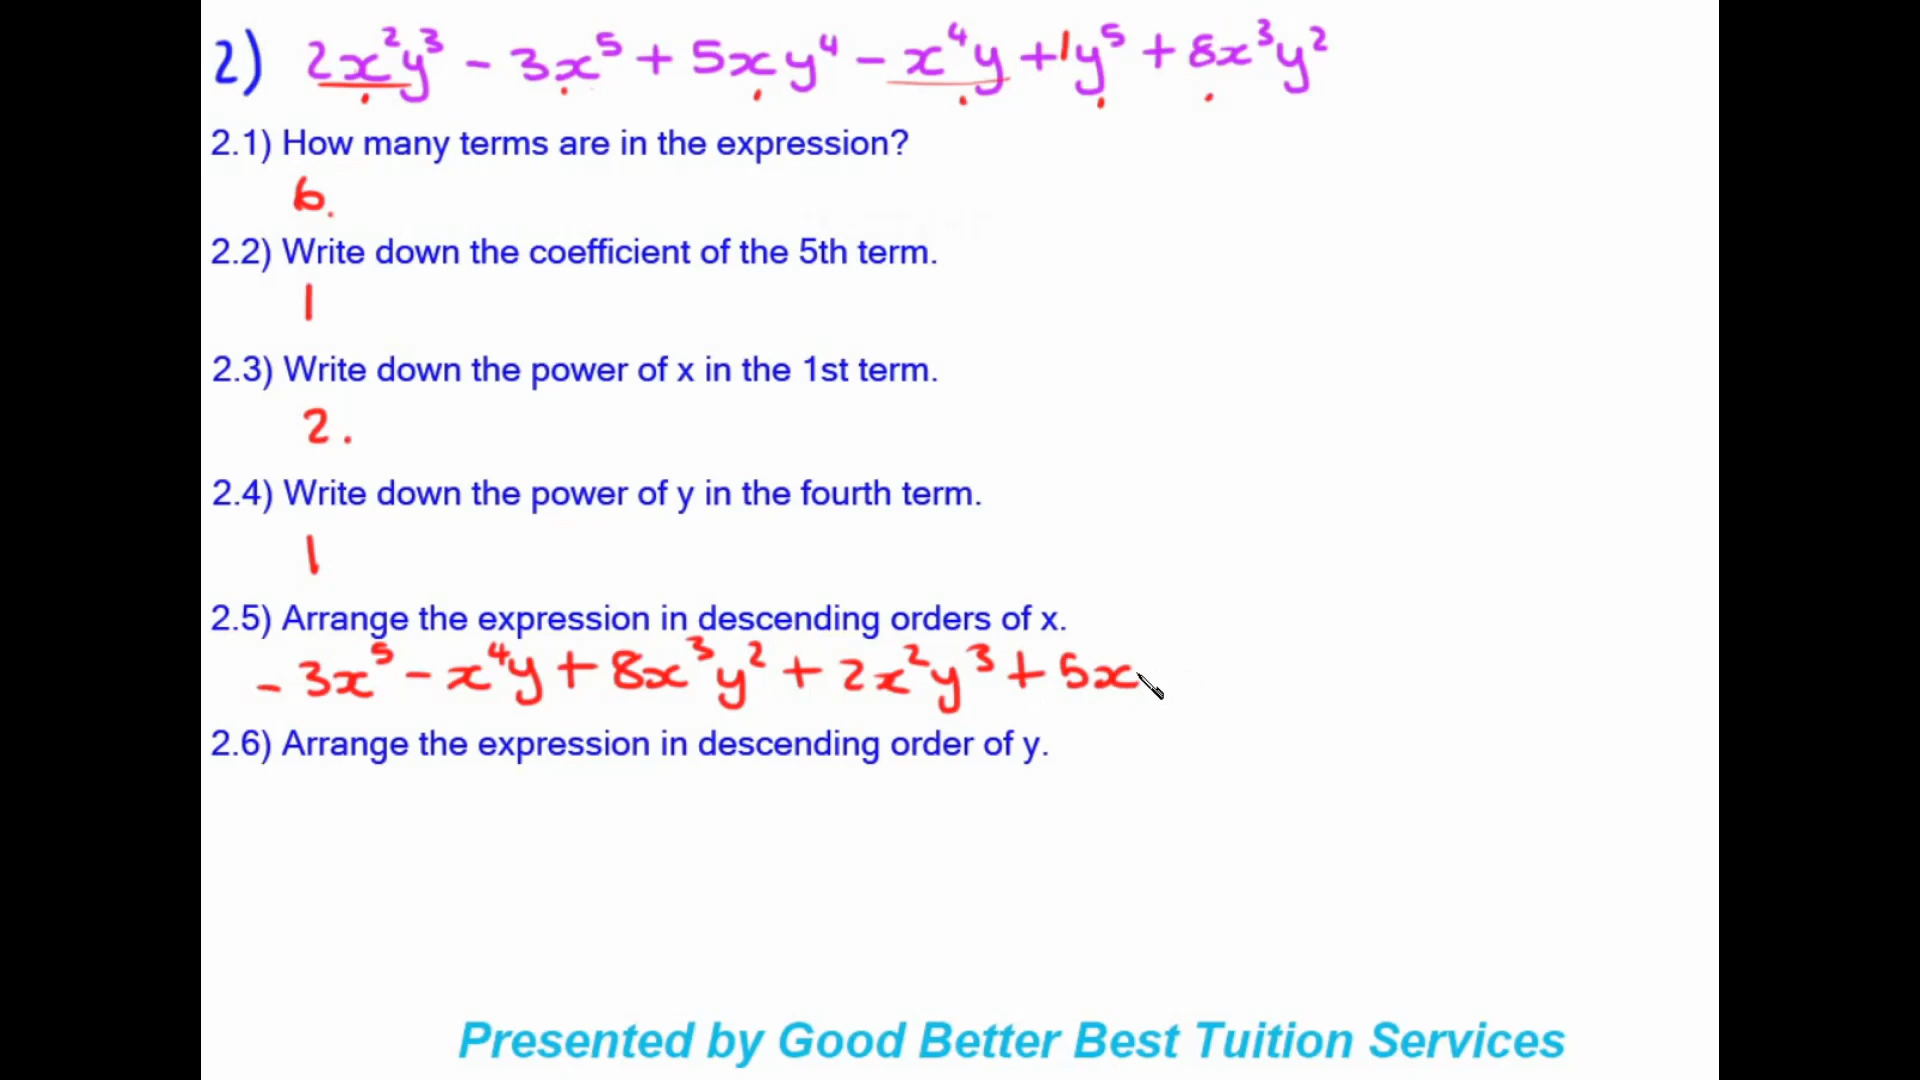 2) 2x²y³ - 3x⁵ + 5xy⁴ - x⁴y + 1y⁵ + 8x³y²
2.1) How many terms are in the expression?
6.
2.2) Write down the coefficient of the 5th term.
1
2.3) Write down the power of x in the 1st term.
2.
2.4) Write down the power of y in the fourth term.
1
2.5) Arrange the expression in descending orders of x.
- 3x⁵ - x⁴y + 8x³y² + 2x²y³ + 5x
2.6) Arrange the expression in descending order of y.
Presented by Good Better Best Tuition Services